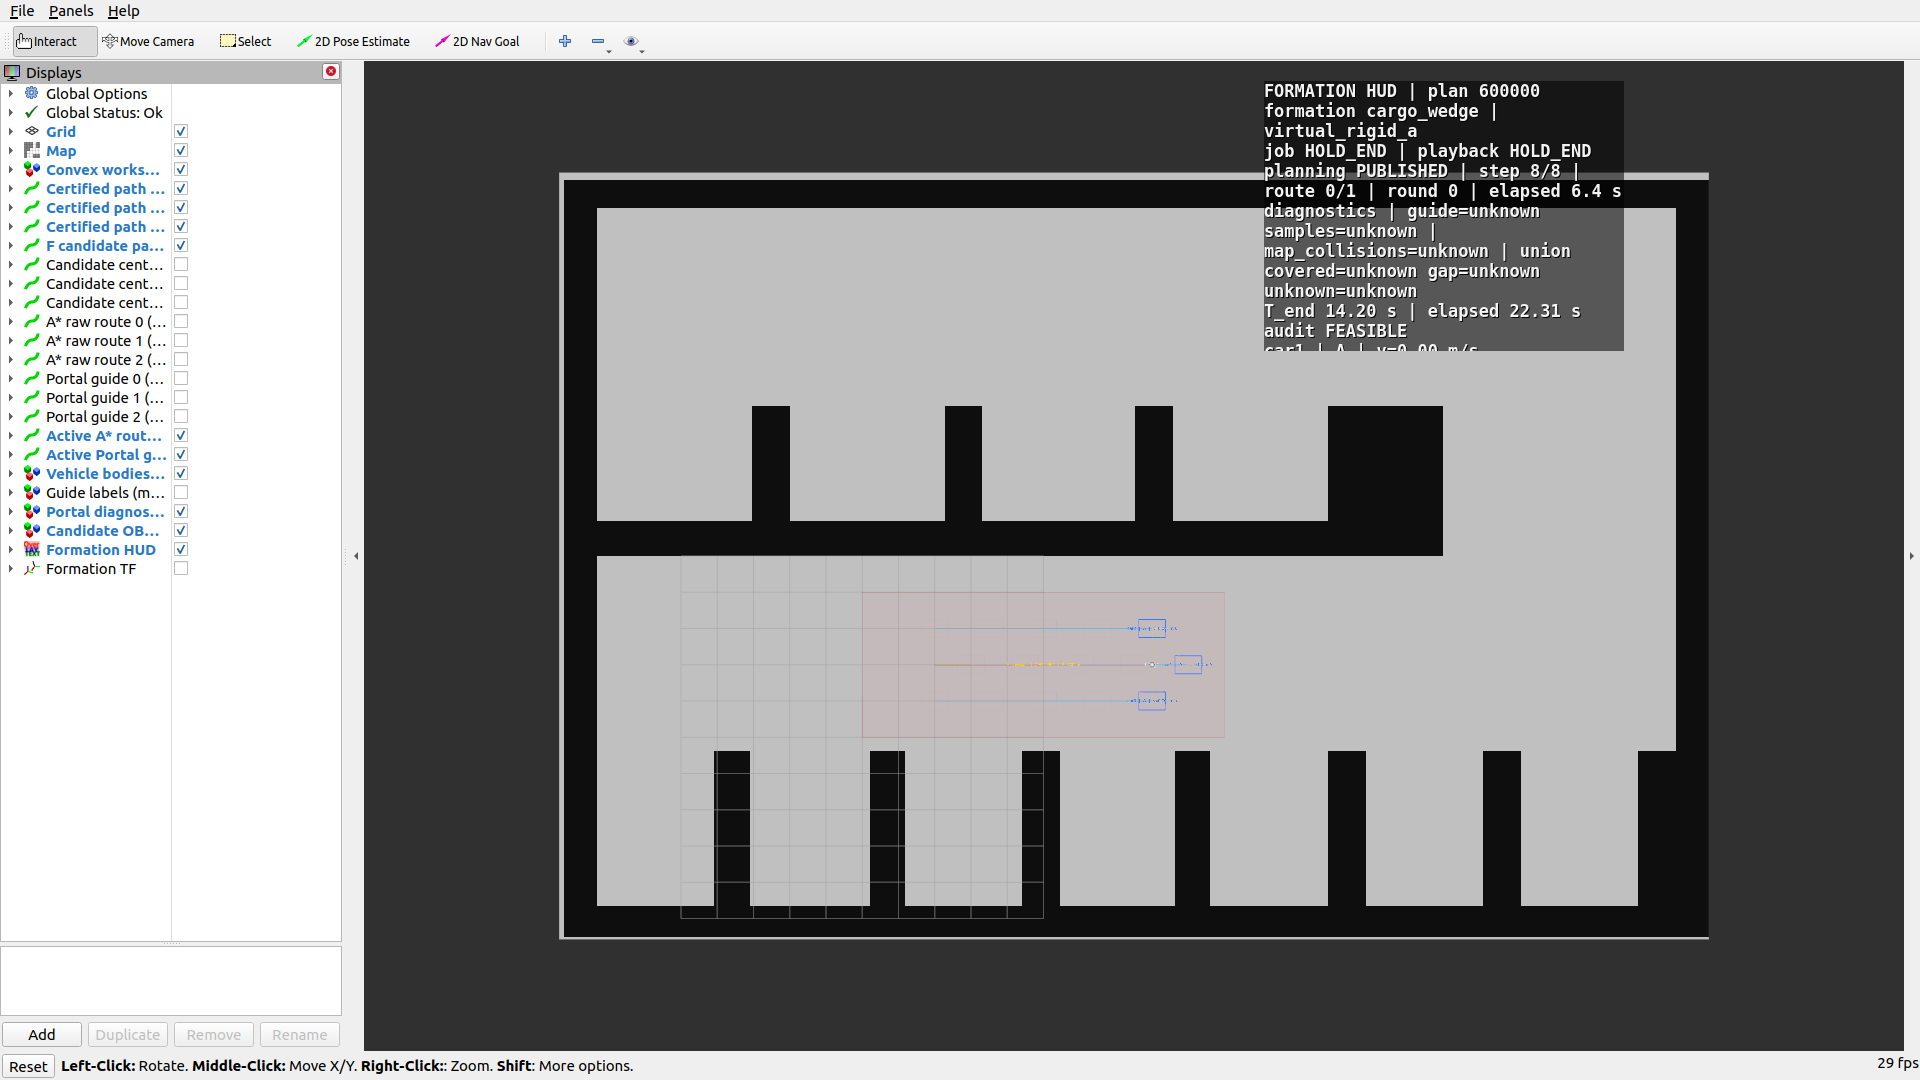 File Panels Help
Interact Move Camera Select 2D Pose Estimate 2D Nav Goal
Displays
Global Options
Global Status: Ok
Grid
Map
Convex works...
Certified path ...
Certified path ...
Certified path ...
F candidate pa...
Candidate cent...
Candidate cent...
Candidate cent...
A* raw route 0 (...
A* raw route 1 (...
A* raw route 2 (...
Portal guide 0 (...
Portal guide 1 (...
Portal guide 2 (...
Active A* rout...
Active Portal g...
Vehicle bodies...
Guide labels (m...
Portal diagnos...
Candidate OB...
Formation HUD
Formation TF
FORMATION HUD | plan 600000
formation cargo_wedge |
virtual_rigid_a
job HOLD_END | playback HOLD_END
planning PUBLISHED | step 8/8 |
route 0/1 | round 0 | elapsed 6.4 s
diagnostics | guide=unknown
samples=unknown |
map_collisions=unknown | union
covered=unknown gap=unknown
unknown=unknown
T_end 14.20 s | elapsed 22.31 s
audit FEASIBLE
car1 | A | v=0.00 m/s
Add Duplicate Remove Rename
Reset Left-Click: Rotate. Middle-Click: Move X/Y. Right-Click:: Zoom. Shift: More options.
29 fps